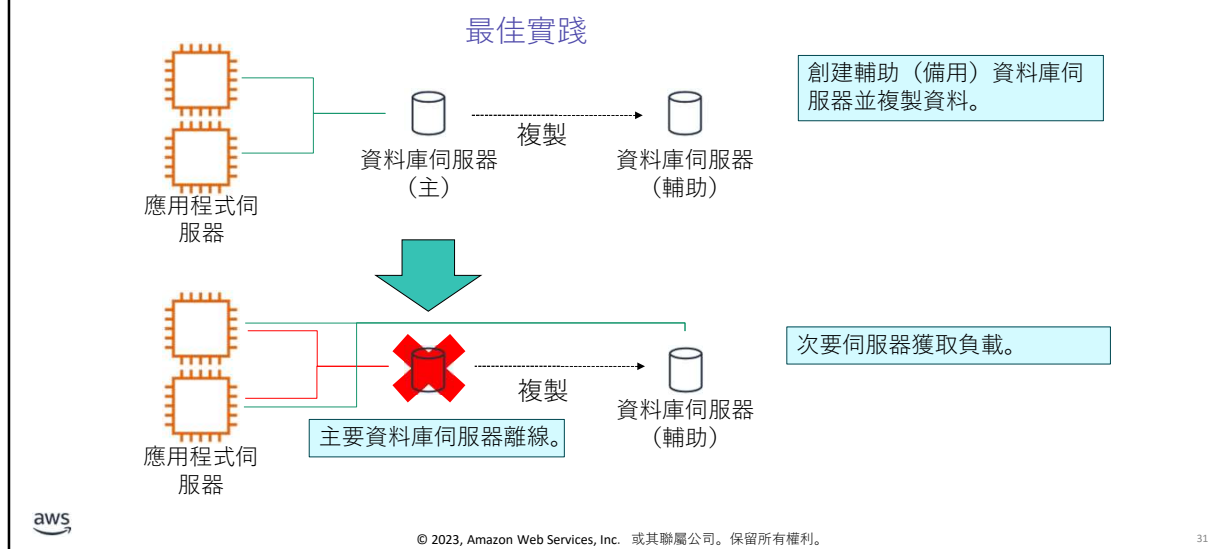 最佳實踐
創建輔助（備用）資料庫伺
服器並複製資料。
複製
資料庫伺服器
（主）
資料庫伺服器
（輔助）
應用程式伺
服器
次要伺服器獲取負載。
複製
資料庫伺服器
（輔助）
主要資料庫伺服器離線。
應用程式伺
服器
aws
© 2023, Amazon Web Services, Inc. 或其聯屬公司。保留所有權利。
31